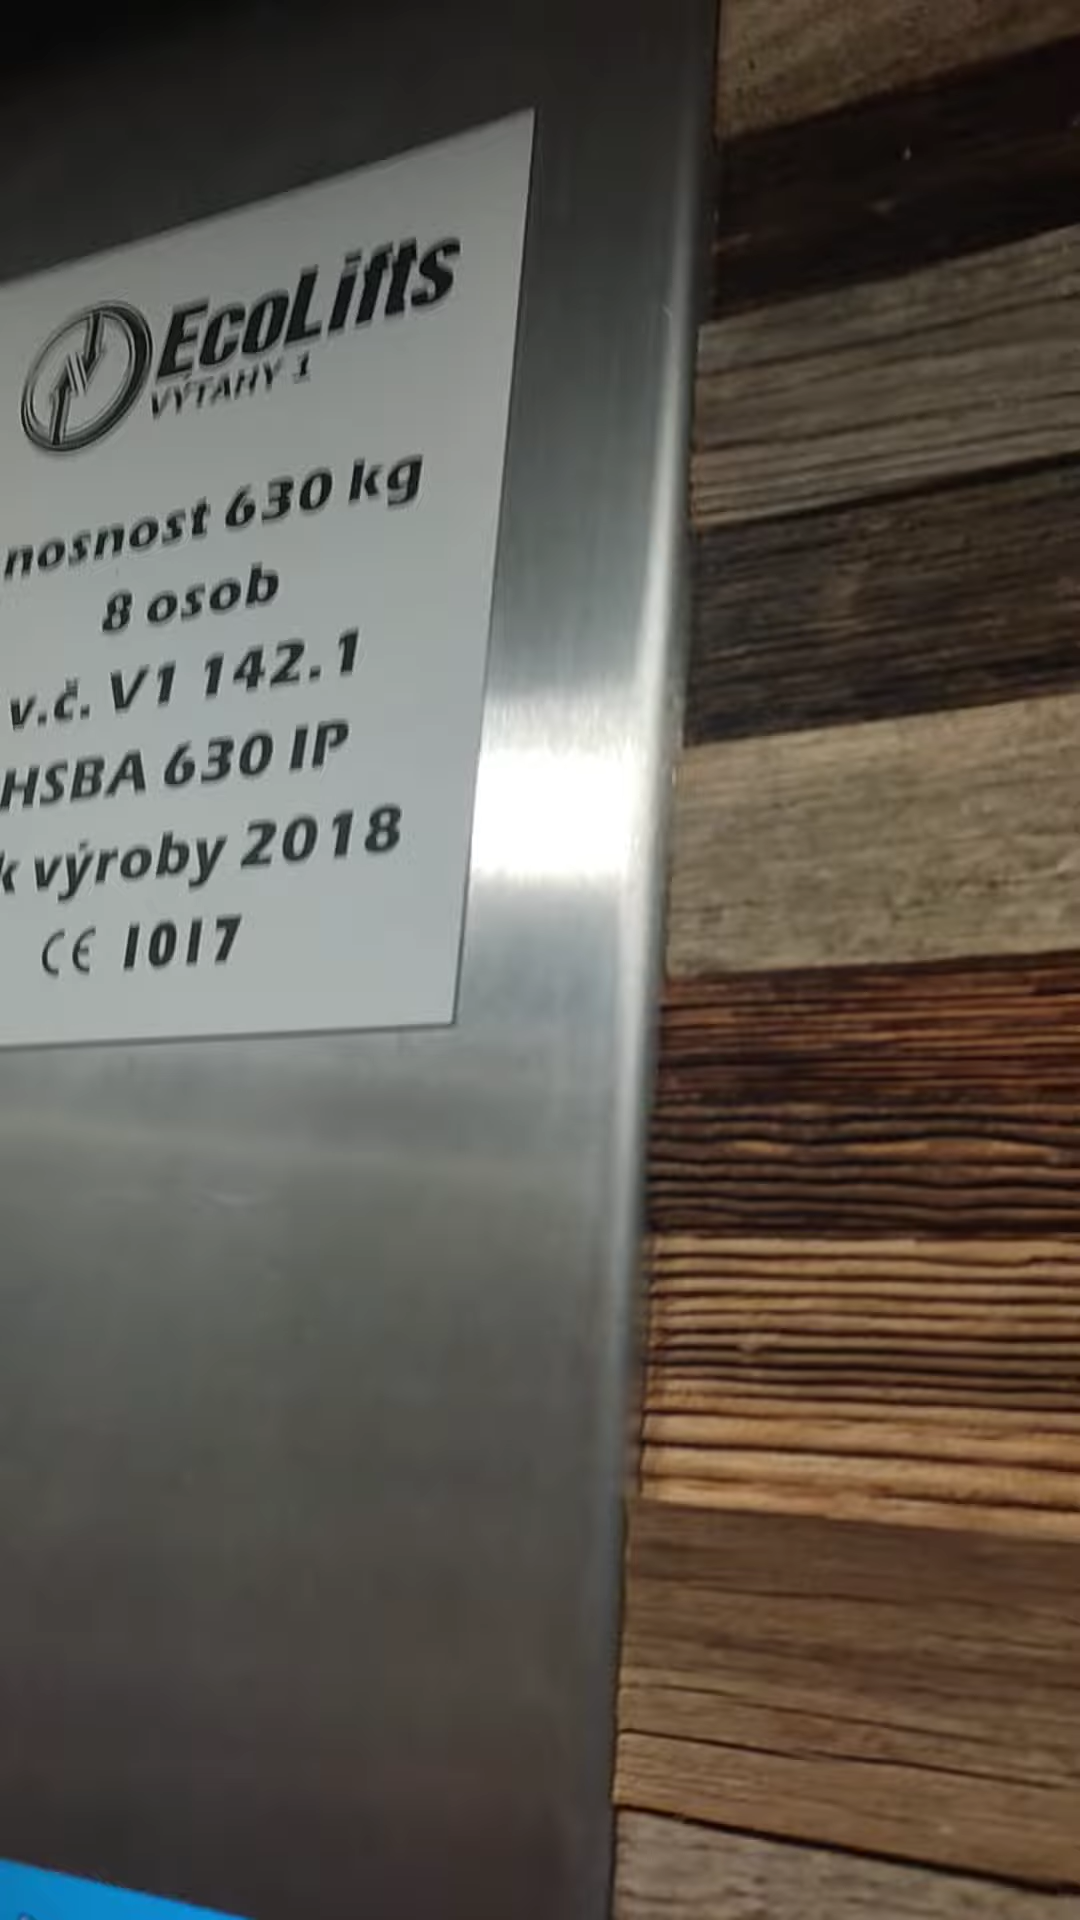 EcoLifts
VÝTAHY 1
nosnost 630 kg
8 osob
v.č. V1 142.1
HSBA 630 IP
k výroby 2018
CE 1017